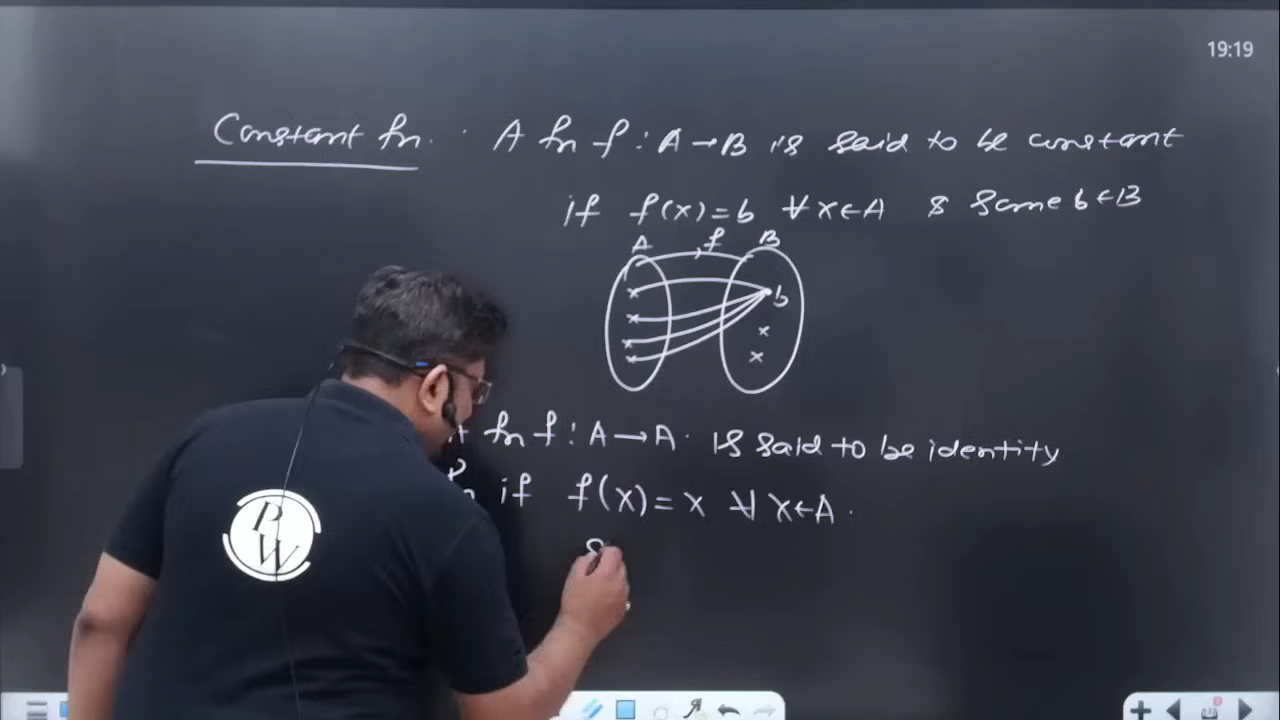 19:19
Constant fn. : A fn f : A → B is said to be constant
if f(x) = b ∀ x ∈ A & some b ∈ B
A f B
b
fn f : A → A. is said to be identity
if f(x) = x ∀ x ∈ A.
PW